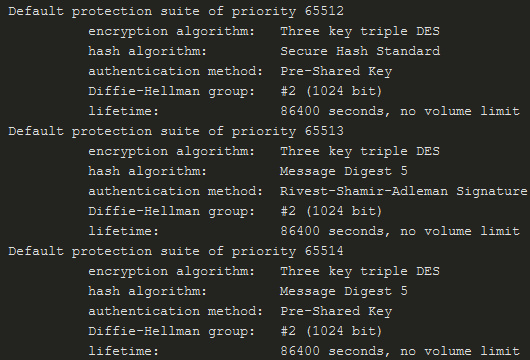 Default protection suite of priority 65512
encryption algorithm: Three key triple DES
hash algorithm: Secure Hash Standard
authentication method: Pre-Shared Key
Diffie-Hellman group: #2 (1024 bit)
lifetime: 86400 seconds, no volume limit
Default protection suite of priority 65513
encryption algorithm: Three key triple DES
hash algorithm: Message Digest 5
authentication method: Rivest-Shamir-Adleman Signature
Diffie-Hellman group: #2 (1024 bit)
lifetime: 86400 seconds, no volume limit
Default protection suite of priority 65514
encryption algorithm: Three key triple DES
hash algorithm: Message Digest 5
authentication method: Pre-Shared Key
Diffie-Hellman group: #2 (1024 bit)
lifetime: 86400 seconds, no volume limit